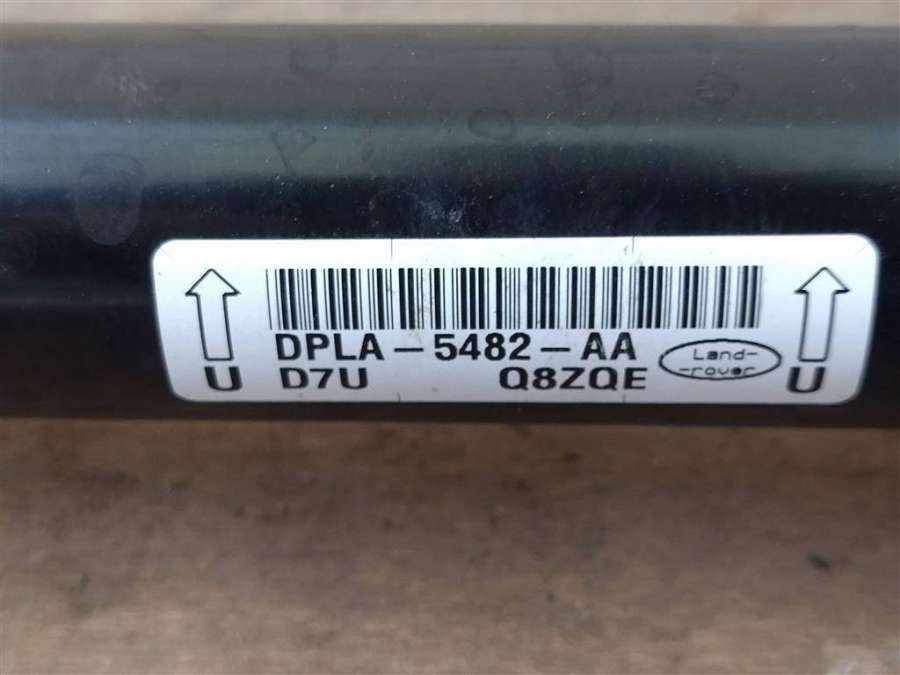 DPLA-5482-AA
D7U Q8ZQE
Land-
-rover
U
U